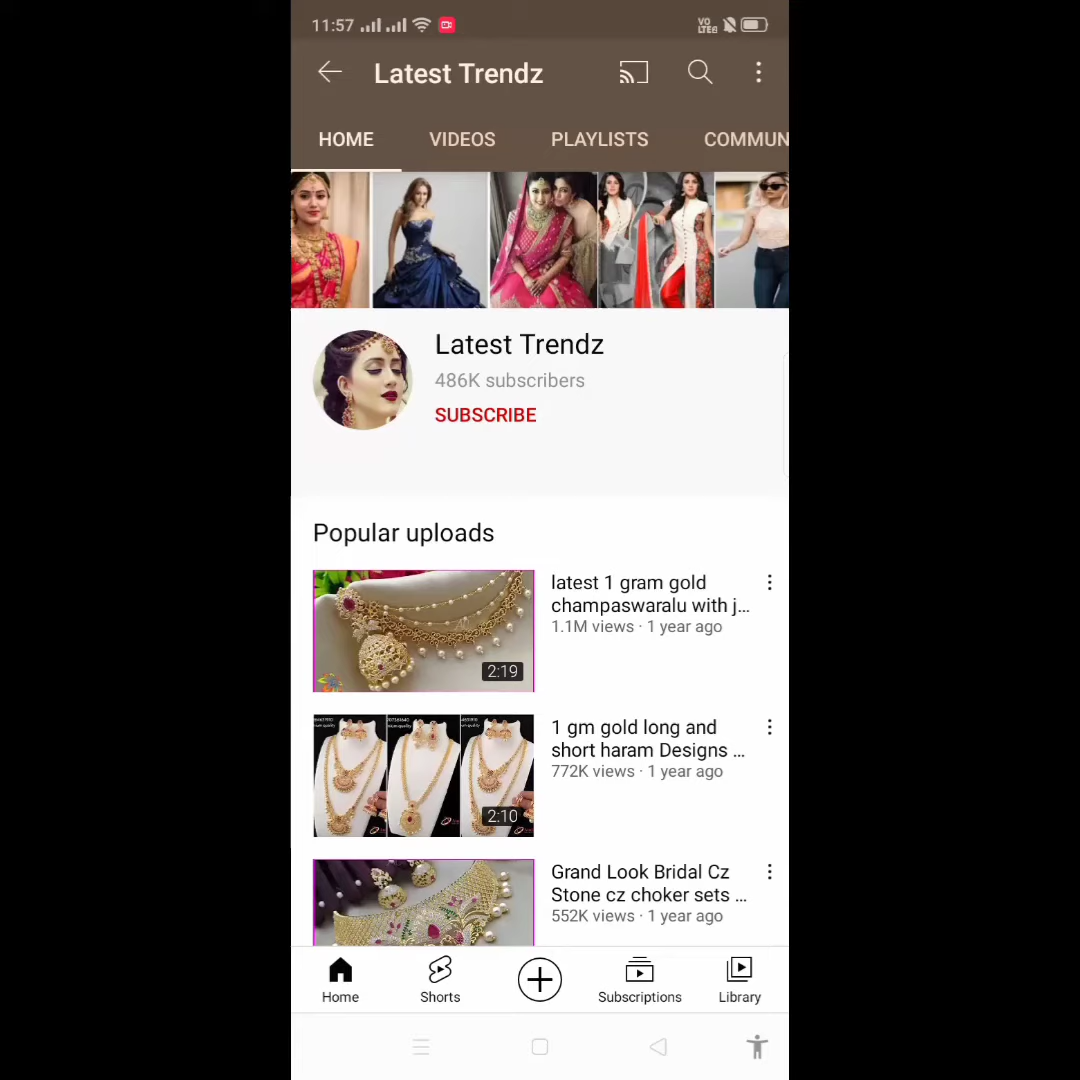 11:57
VO
LTE
Latest Trendz
HOME
VIDEOS
PLAYLISTS
COMMUN
Latest Trendz
486K subscribers
SUBSCRIBE
Popular uploads
latest 1 gram gold
champaswaralu with j...
1.1M views · 1 year ago
2:19
1 gm gold long and
short haram Designs ...
772K views · 1 year ago
2:10
Grand Look Bridal Cz
Stone cz choker sets ...
552K views · 1 year ago
Home
Shorts
Subscriptions
Library